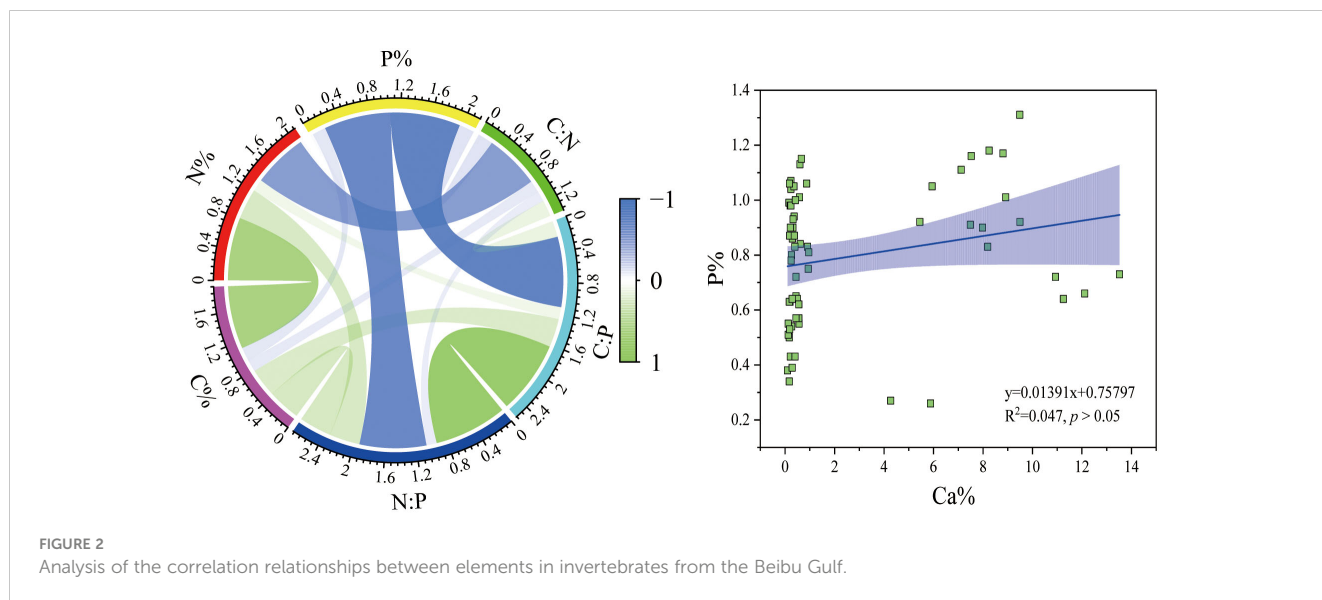 P%
0 0.4 0.8 1.2 1.6 2
C:N
0 0.4 0.8 1.2
C:P
0 0.4 0.8 1.2 1.6 2 2.4
N:P
0 0.4 0.8 1.2 1.6 2 2.4
C%
0 0.4 0.8 1.2 1.6
N%
0 0.4 0.8 1.2 1.6 2
−1
0
1
P%
1.4
1.2
1.0
0.8
0.6
0.4
0.2
y=0.01391x+0.75797
R²=0.047, p > 0.05
0 2 4 6 8 10 12 14
Ca%
FIGURE 2
Analysis of the correlation relationships between elements in invertebrates from the Beibu Gulf.